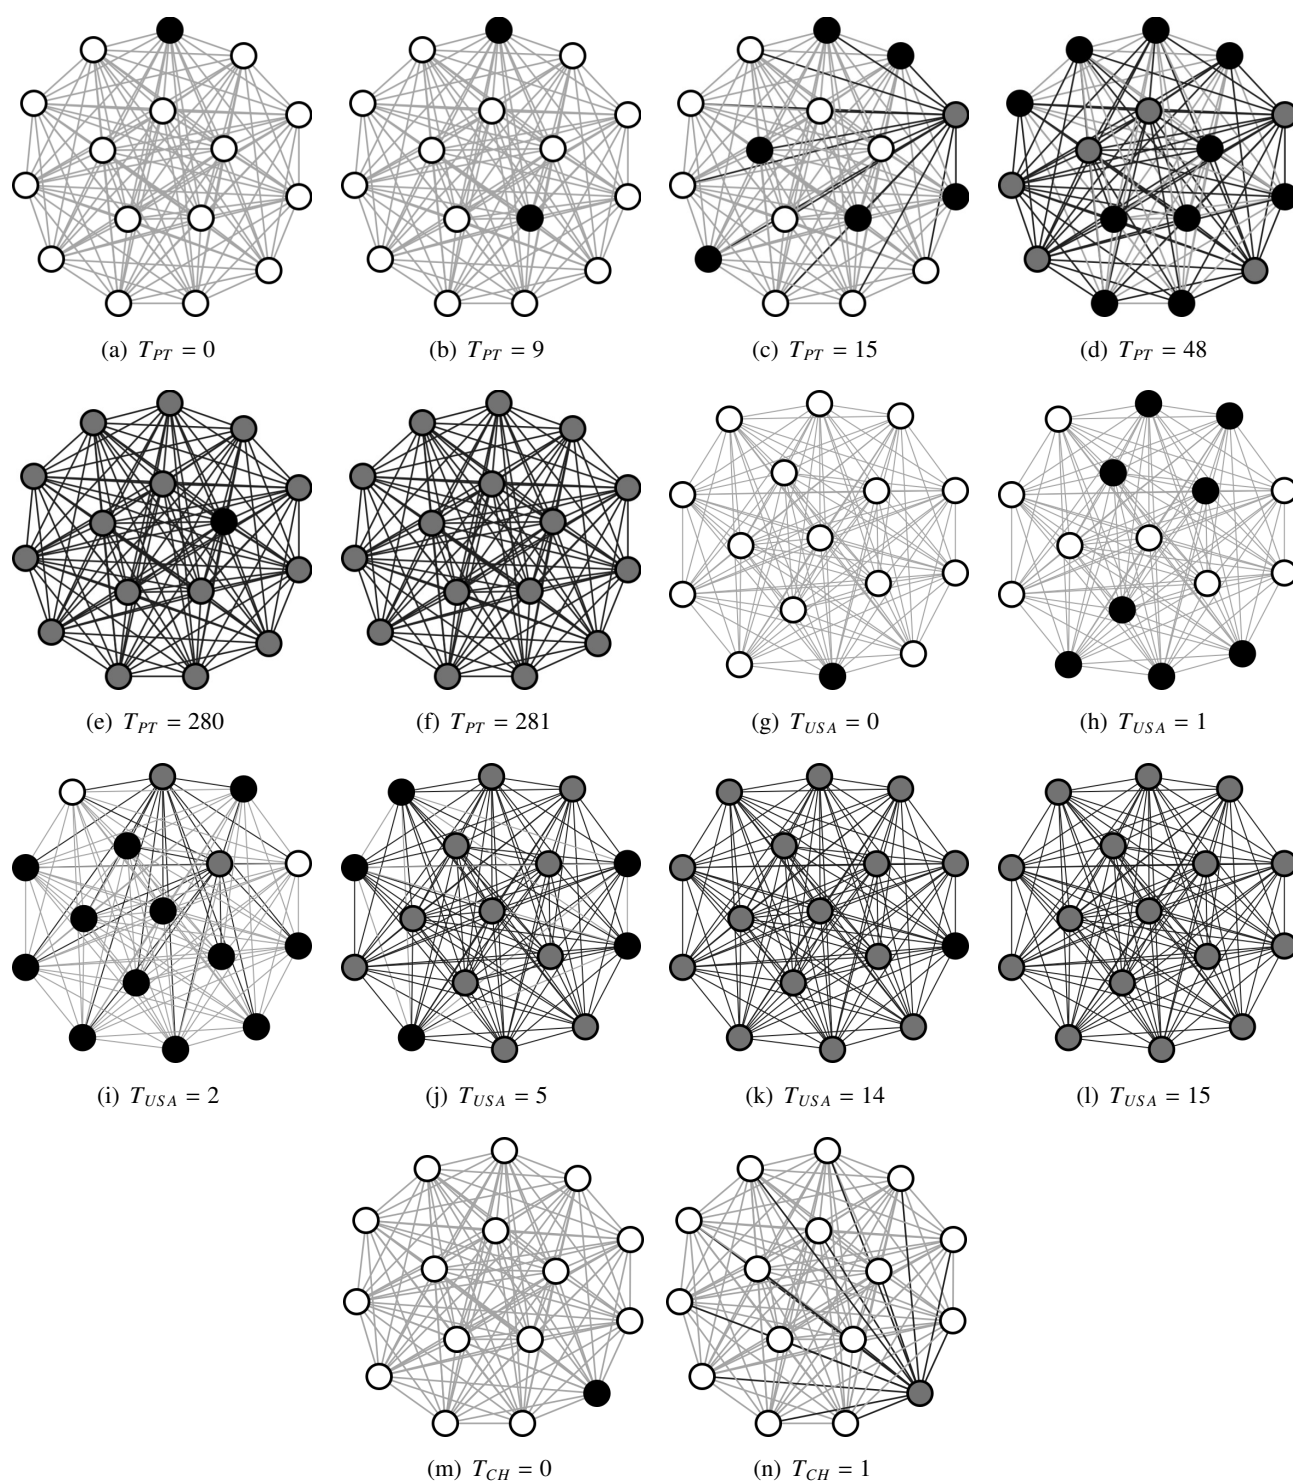 (a) T_PT = 0
(b) T_PT = 9
(c) T_PT = 15
(d) T_PT = 48
(e) T_PT = 280
(f) T_PT = 281
(g) T_USA = 0
(h) T_USA = 1
(i) T_USA = 2
(j) T_USA = 5
(k) T_USA = 14
(l) T_USA = 15
(m) T_CH = 0
(n) T_CH = 1